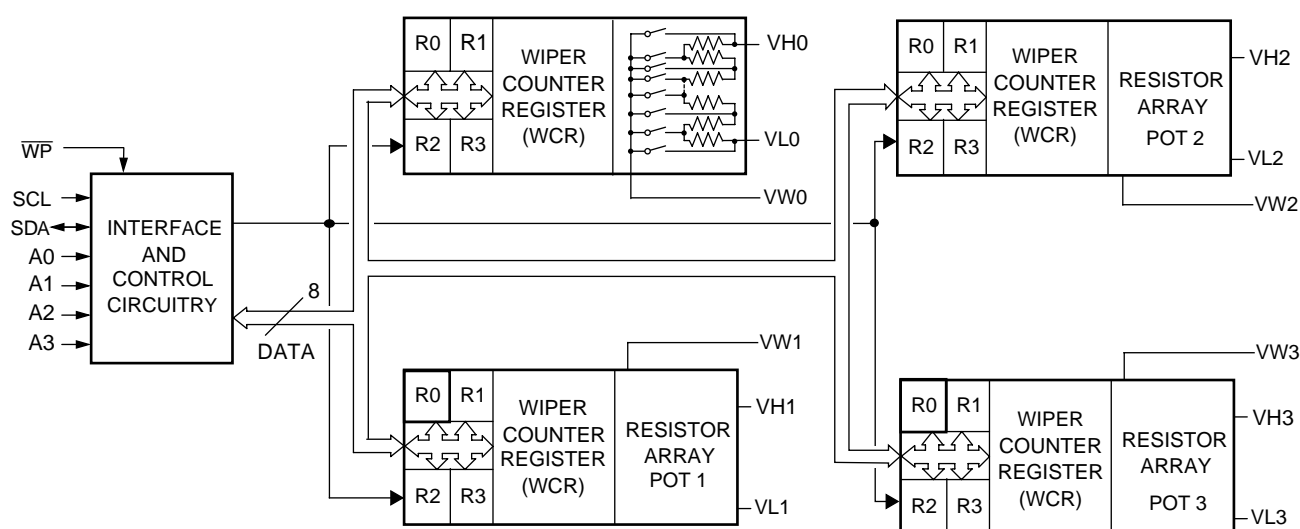 R0 R1
R2 R3
WIPER
COUNTER
REGISTER
(WCR)
VH0
VL0
VW0
R0 R1
R2 R3
WIPER
COUNTER
REGISTER
(WCR)
RESISTOR
ARRAY
POT 2
VH2
VL2
VW2
WP
SCL
SDA
A0
A1
A2
A3
INTERFACE
AND
CONTROL
CIRCUITRY
8
DATA
VW1
R0 R1
R2 R3
WIPER
COUNTER
REGISTER
(WCR)
RESISTOR
ARRAY
POT 1
VH1
VL1
VW3
R0 R1
R2 R3
WIPER
COUNTER
REGISTER
(WCR)
RESISTOR
ARRAY
POT 3
VH3
VL3